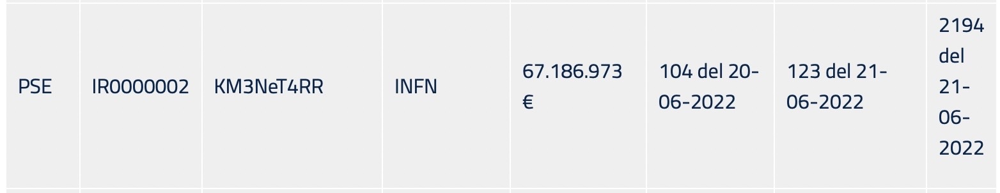 PSE
IR0000002
KM3NeT4RR
INFN
67.186.973
€
104 del 20-
06-2022
123 del 21-
06-2022
2194
del
21-
06-
2022